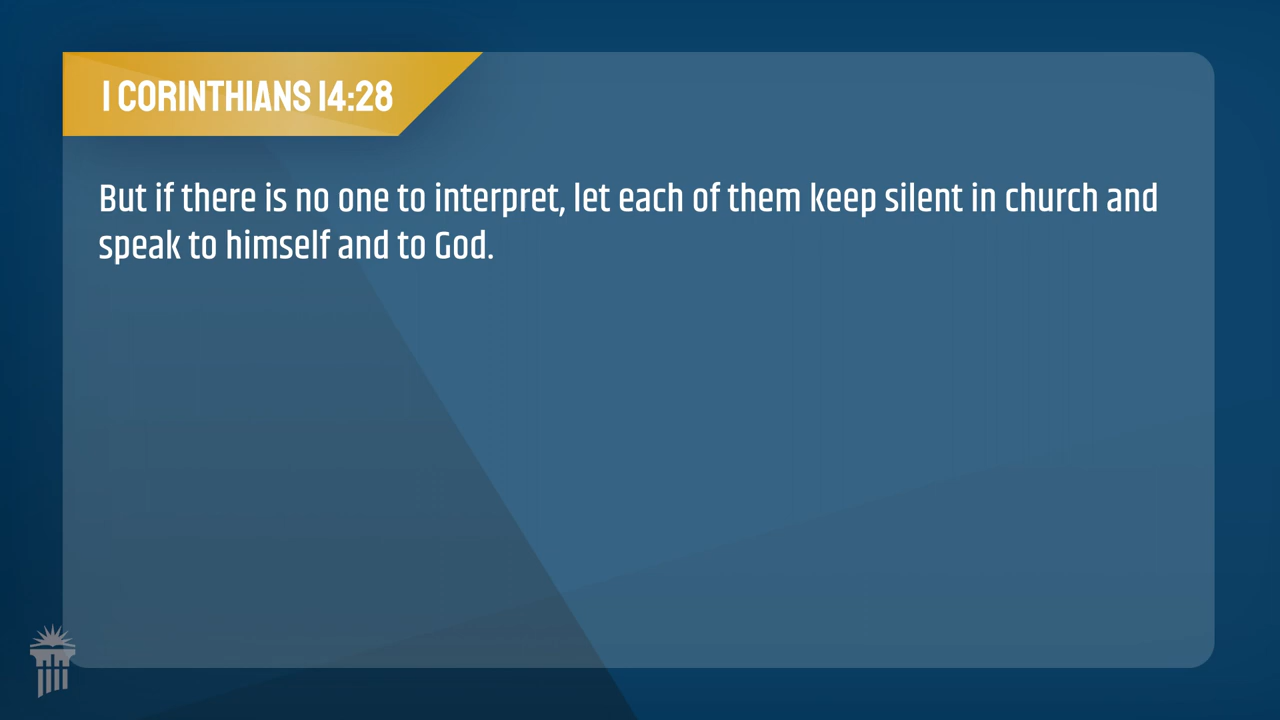 1 CORINTHIANS 14:28
But if there is no one to interpret, let each of them keep silent in church and
speak to himself and to God.